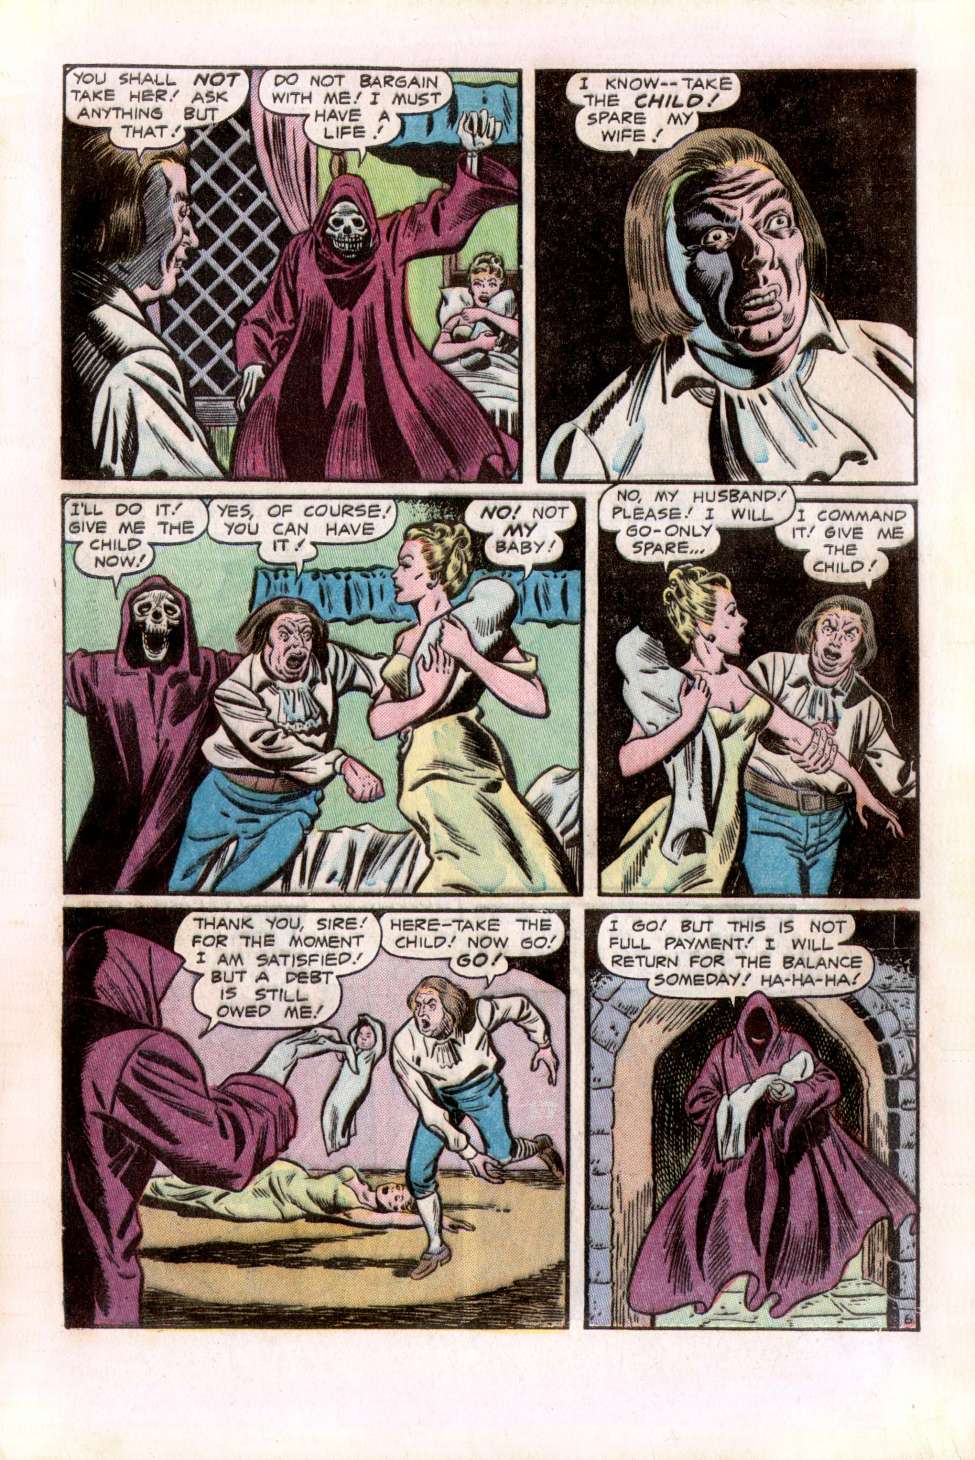 YOU SHALL NOT
TAKE HER! ASK
ANYTHING BUT
THAT!
DO NOT BARGAIN
WITH ME! I MUST
HAVE A
LIFE!
I KNOW--TAKE
THE CHILD!
SPARE MY
WIFE!
I'LL DO IT!
GIVE ME THE
CHILD
NOW!
YES, OF COURSE!
YOU CAN HAVE
IT!
NO! NOT
MY
BABY!
NO, MY HUSBAND!
PLEASE! I WILL
GO-ONLY
SPARE...
I COMMAND
IT! GIVE ME
THE
CHILD!
THANK YOU, SIRE!
FOR THE MOMENT
I AM SATISFIED!
BUT A DEBT
IS STILL
OWED ME!
HERE-TAKE THE
CHILD! NOW GO!
GO!
I GO! BUT THIS IS NOT
FULL PAYMENT! I WILL
RETURN FOR THE BALANCE
SOMEDAY! HA-HA-HA!
6